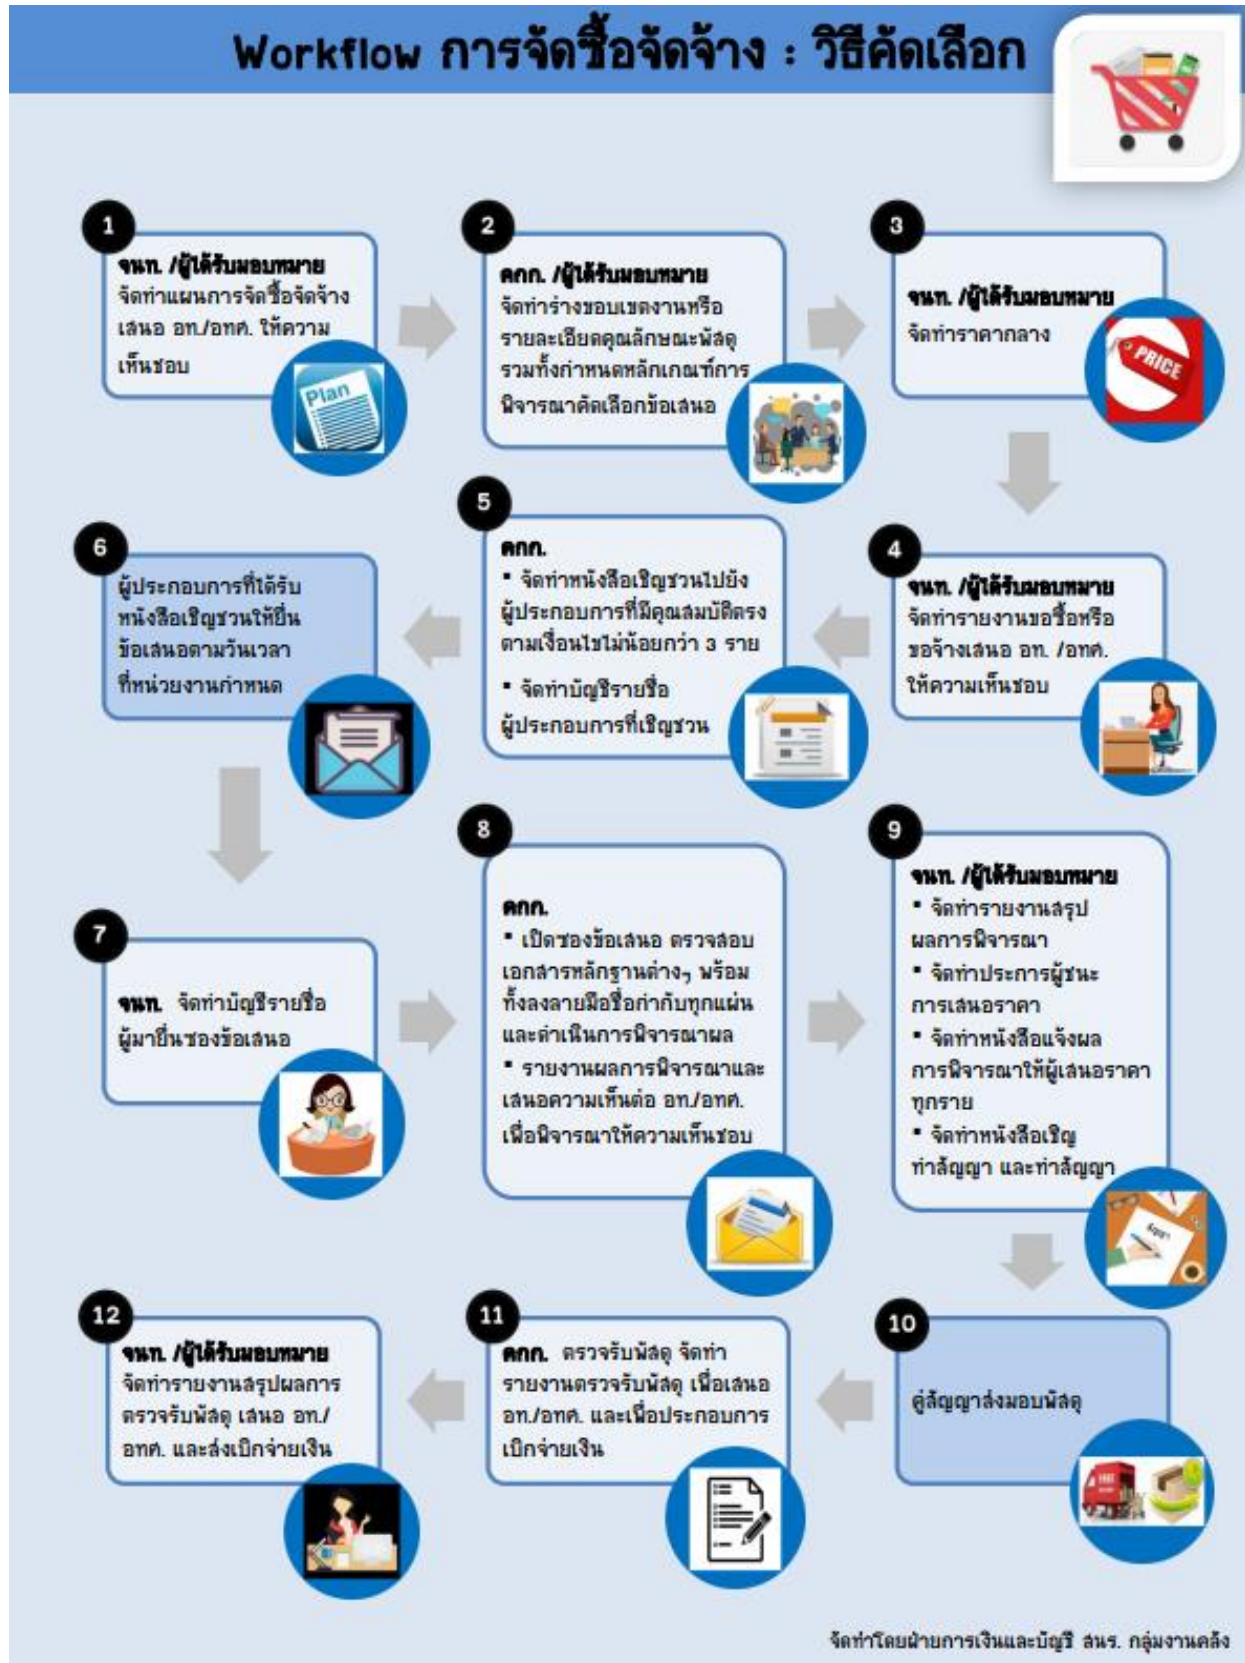 Workflow การจัดซื้อจัดจ้าง : วิธีคัดเลือก
1
จนท. /ผู้ได้รับมอบหมาย
จัดทำแผนการจัดซื้อจัดจ้าง
เสนอ อท./อทศ. ให้ความ
เห็นชอบ
Plan
2
คกก. /ผู้ได้รับมอบหมาย
จัดทำร่างขอบเขตงานหรือ
รายละเอียดคุณลักษณะพัสดุ
รวมทั้งกำหนดหลักเกณฑ์การ
พิจารณาคัดเลือกข้อเสนอ
3
จนท. /ผู้ได้รับมอบหมาย
จัดทำราคากลาง
PRICE
4
จนท. /ผู้ได้รับมอบหมาย
จัดทำรายงานขอซื้อหรือ
ขอจ้างเสนอ อท. /อทศ.
ให้ความเห็นชอบ
5
คกก.
▪ จัดทำหนังสือเชิญชวนไปยัง
ผู้ประกอบการที่มีคุณสมบัติตรง
ตามเงื่อนไขไม่น้อยกว่า 3 ราย
▪ จัดทำบัญชีรายชื่อ
ผู้ประกอบการที่เชิญชวน
6
ผู้ประกอบการที่ได้รับ
หนังสือเชิญชวนให้ยื่น
ข้อเสนอตามวันเวลา
ที่หน่วยงานกำหนด
7
จนท. จัดทำบัญชีรายชื่อ
ผู้มายื่นซองข้อเสนอ
8
คกก.
▪ เปิดซองข้อเสนอ ตรวจสอบ
เอกสารหลักฐานต่างๆ พร้อม
ทั้งลงลายมือชื่อกำกับทุกแผ่น
และดำเนินการพิจารณาผล
▪ รายงานผลการพิจารณาและ
เสนอความเห็นต่อ อท./อทศ.
เพื่อพิจารณาให้ความเห็นชอบ
9
จนท. /ผู้ได้รับมอบหมาย
▪ จัดทำรายงานสรุป
ผลการพิจารณา
▪ จัดทำประการผู้ชนะ
การเสนอราคา
▪ จัดทำหนังสือแจ้งผล
การพิจารณาให้ผู้เสนอราคา
ทุกราย
▪ จัดทำหนังสือเชิญ
ทำสัญญา และทำสัญญา
สัญญา
10
คู่สัญญาส่งมอบพัสดุ
11
คกก. ตรวจรับพัสดุ จัดทำ
รายงานตรวจรับพัสดุ เพื่อเสนอ
อท./อทศ. และเพื่อประกอบการ
เบิกจ่ายเงิน
12
จนท. /ผู้ได้รับมอบหมาย
จัดทำรายงานสรุปผลการ
ตรวจรับพัสดุ เสนอ อท./
อทศ. และส่งเบิกจ่ายเงิน
จัดทำโดยฝ่ายการเงินและบัญชี สนร. กลุ่มงานคลัง